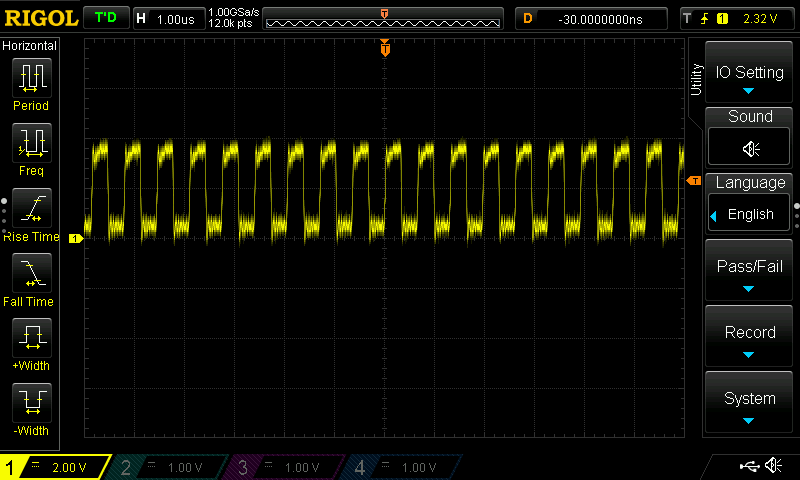 RIGOL T'D H 1.00us 1.00GSa/s 12.0k pts T D -30.0000000ns T 1 2.32 V
Horizontal
Period
Freq
Rise Time
Fall Time
+Width
-Width
T
T
1
Utility
IO Setting
Sound
Language
English
Pass/Fail
Record
System
1 2.00 V 2 1.00 V 3 1.00 V 4 1.00 V